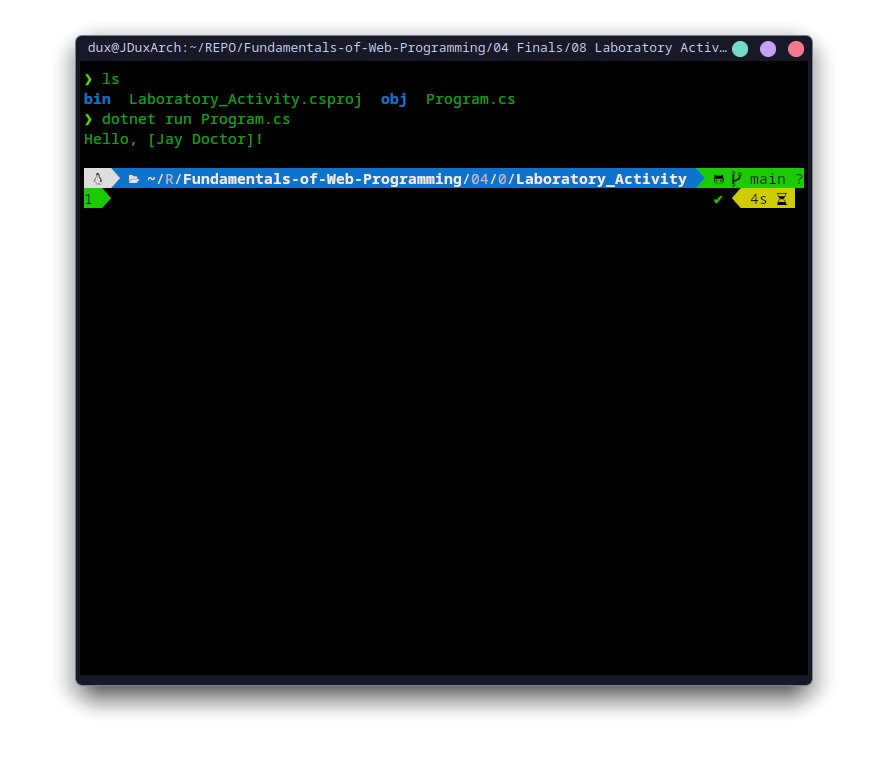 dux@JDuxArch:~/REPO/Fundamentals-of-Web-Programming/04 Finals/08 Laboratory Activ…
❯ ls
bin  Laboratory_Activity.csproj  obj  Program.cs
❯ dotnet run Program.cs
Hello, [Jay Doctor]!
~/R/Fundamentals-of-Web-Programming/04/0/Laboratory_Activity main ?
1 ✔ 4s